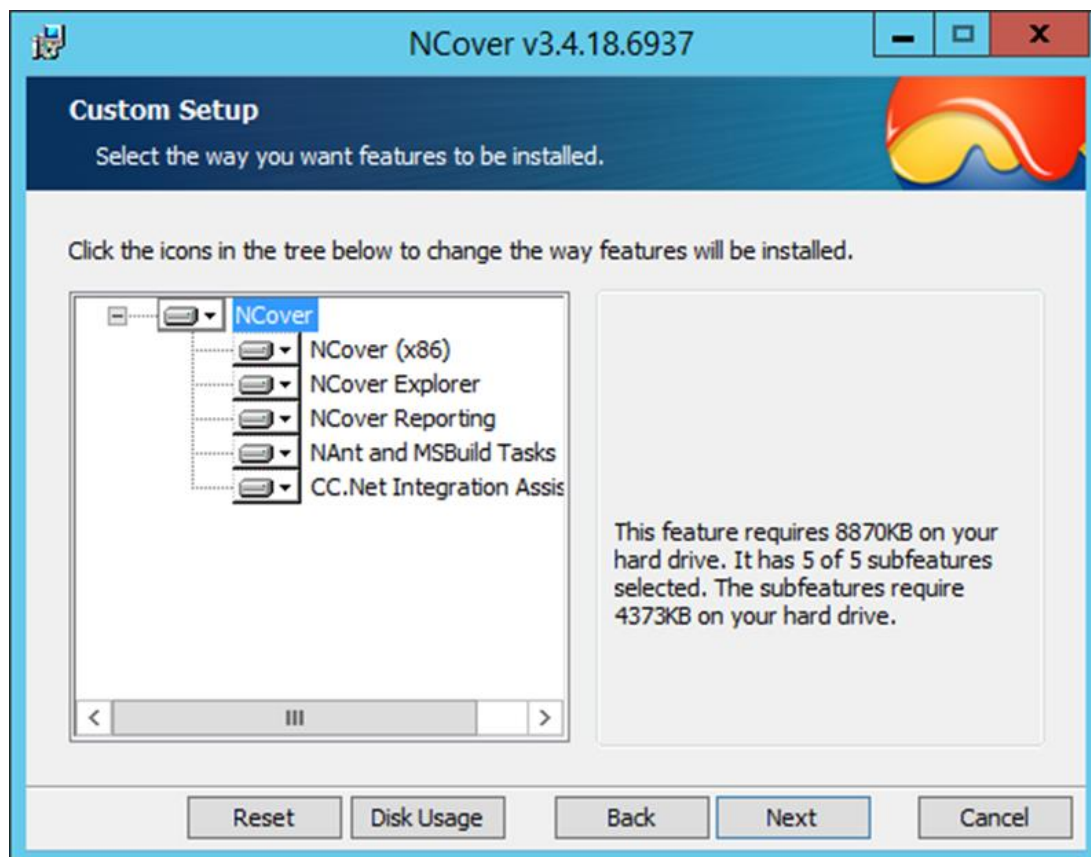 NCover v3.4.18.6937
Custom Setup
Select the way you want features to be installed.
Click the icons in the tree below to change the way features will be installed.
NCover
NCover (x86)
NCover Explorer
NCover Reporting
NAnt and MSBuild Tasks
CC.Net Integration Assis
This feature requires 8870KB on your
hard drive. It has 5 of 5 subfeatures
selected. The subfeatures require
4373KB on your hard drive.
Reset
Disk Usage
Back
Next
Cancel